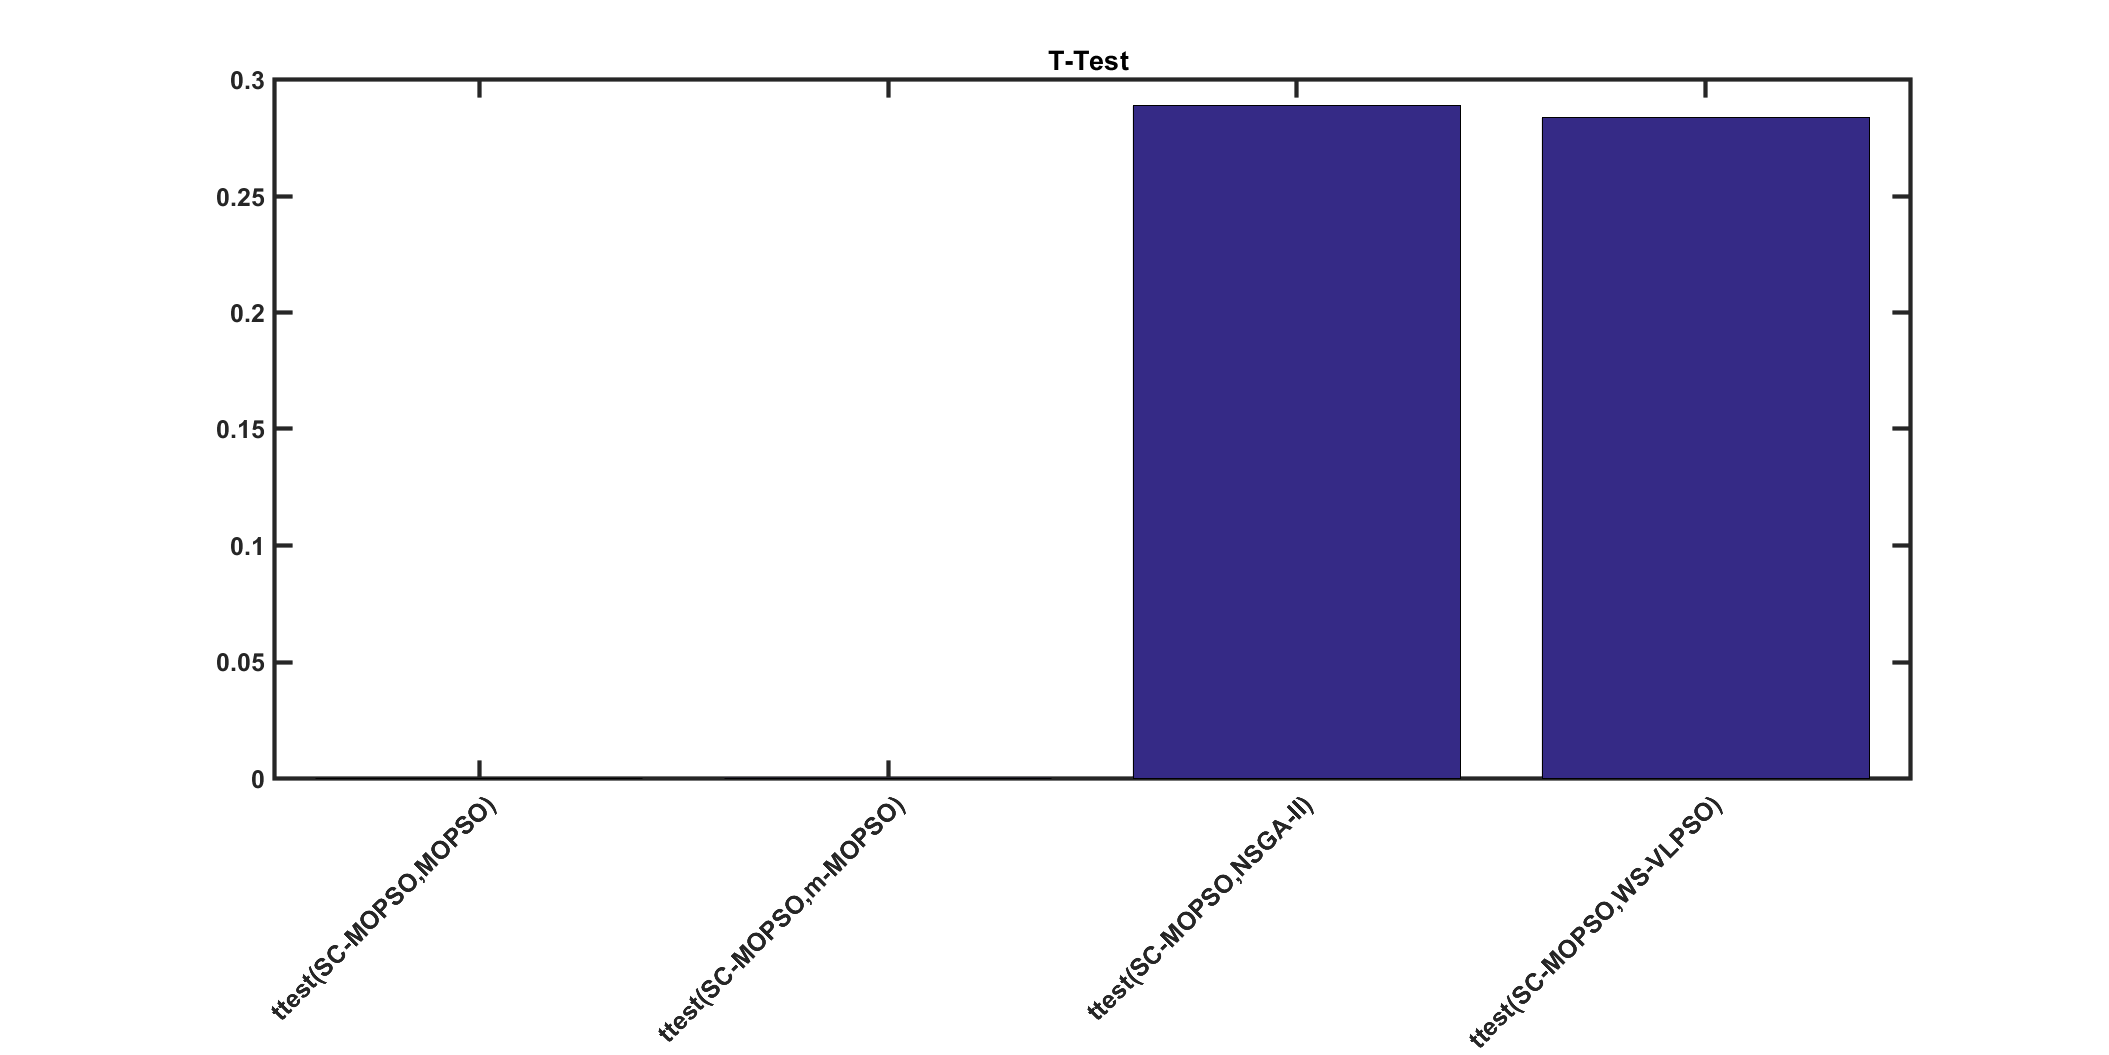 T-Test
0.3
0.25
0.2
0.15
0.1
0.05
0
ttest(SC-MOPSO,MOPSO)
ttest(SC-MOPSO,m-MOPSO)
ttest(SC-MOPSO,NSGA-II)
ttest(SC-MOPSO,WS-VLPSO)